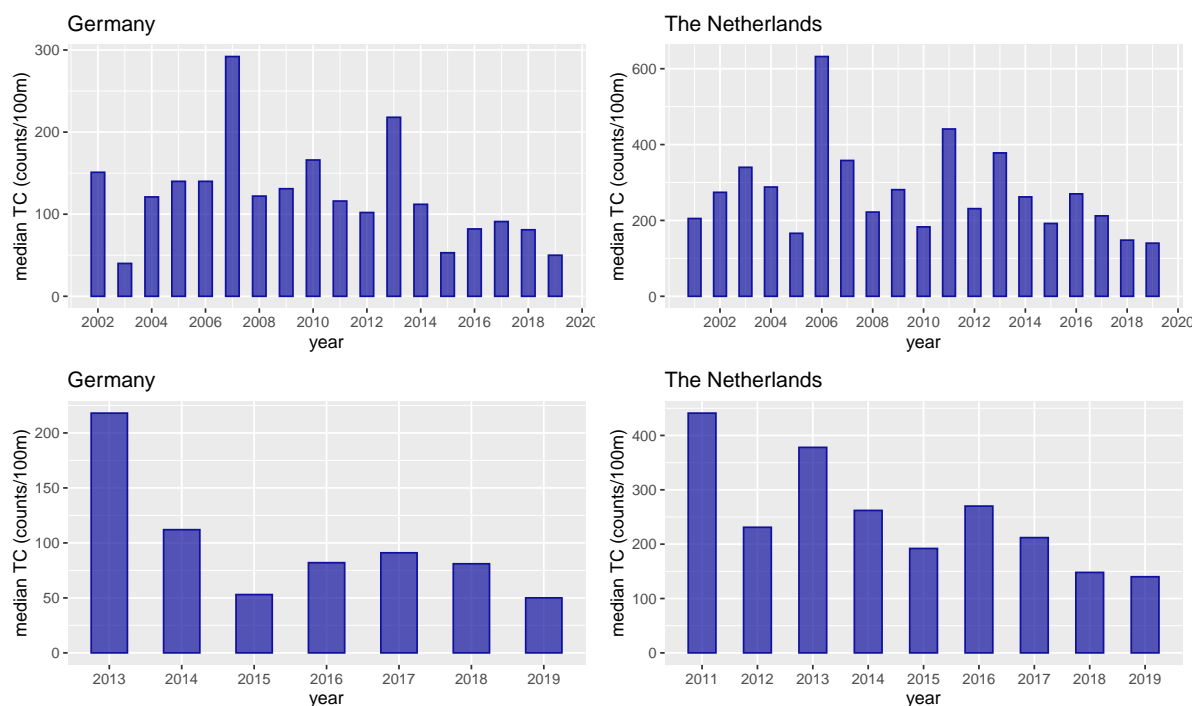 Germany
median TC (counts/100m)
300
200
100
0
2002 2004 2006 2008 2010 2012 2014 2016 2018 2020
year
The Netherlands
median TC (counts/100m)
600
400
200
0
2002 2004 2006 2008 2010 2012 2014 2016 2018 2020
year
Germany
median TC (counts/100m)
200
150
100
50
0
2013 2014 2015 2016 2017 2018 2019
year
The Netherlands
median TC (counts/100m)
400
300
200
100
0
2011 2012 2013 2014 2015 2016 2017 2018 2019
year